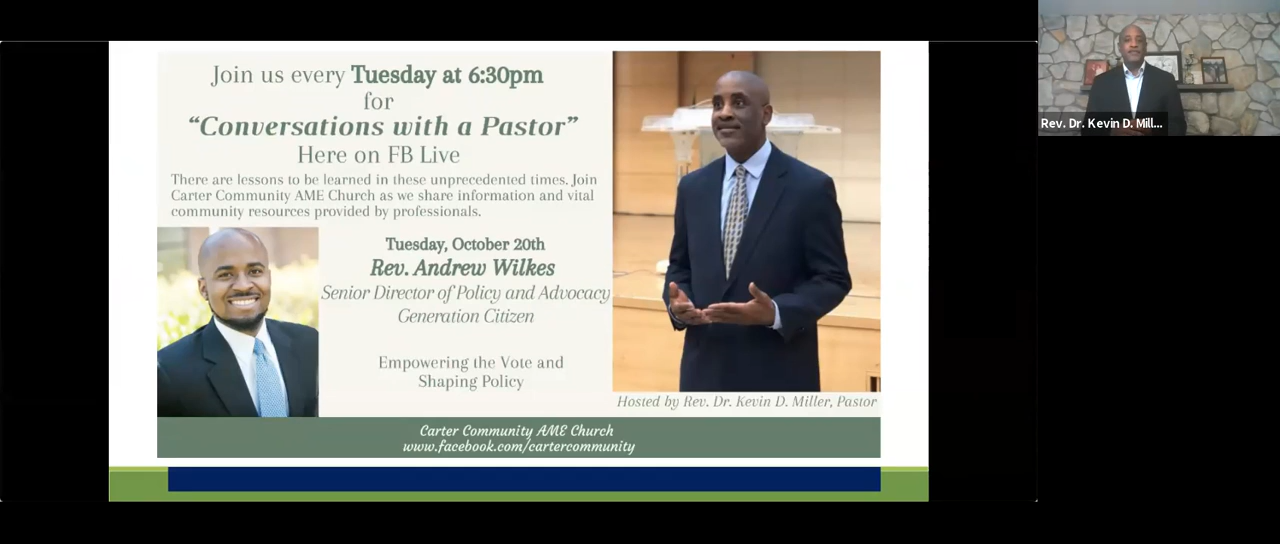 Join us every Tuesday at 6:30pm
for
“Conversations with a Pastor”
Here on FB Live
There are lessons to be learned in these unprecedented times. Join
Carter Community AME Church as we share information and vital
community resources provided by professionals.
Tuesday, October 20th
Rev. Andrew Wilkes
Senior Director of Policy and Advocacy
Generation Citizen
Empowering the Vote and
Shaping Policy
Hosted by Rev. Dr. Kevin D. Miller, Pastor
Carter Community AME Church
www.facebook.com/cartercommunity
Rev. Dr. Kevin D. Mill...